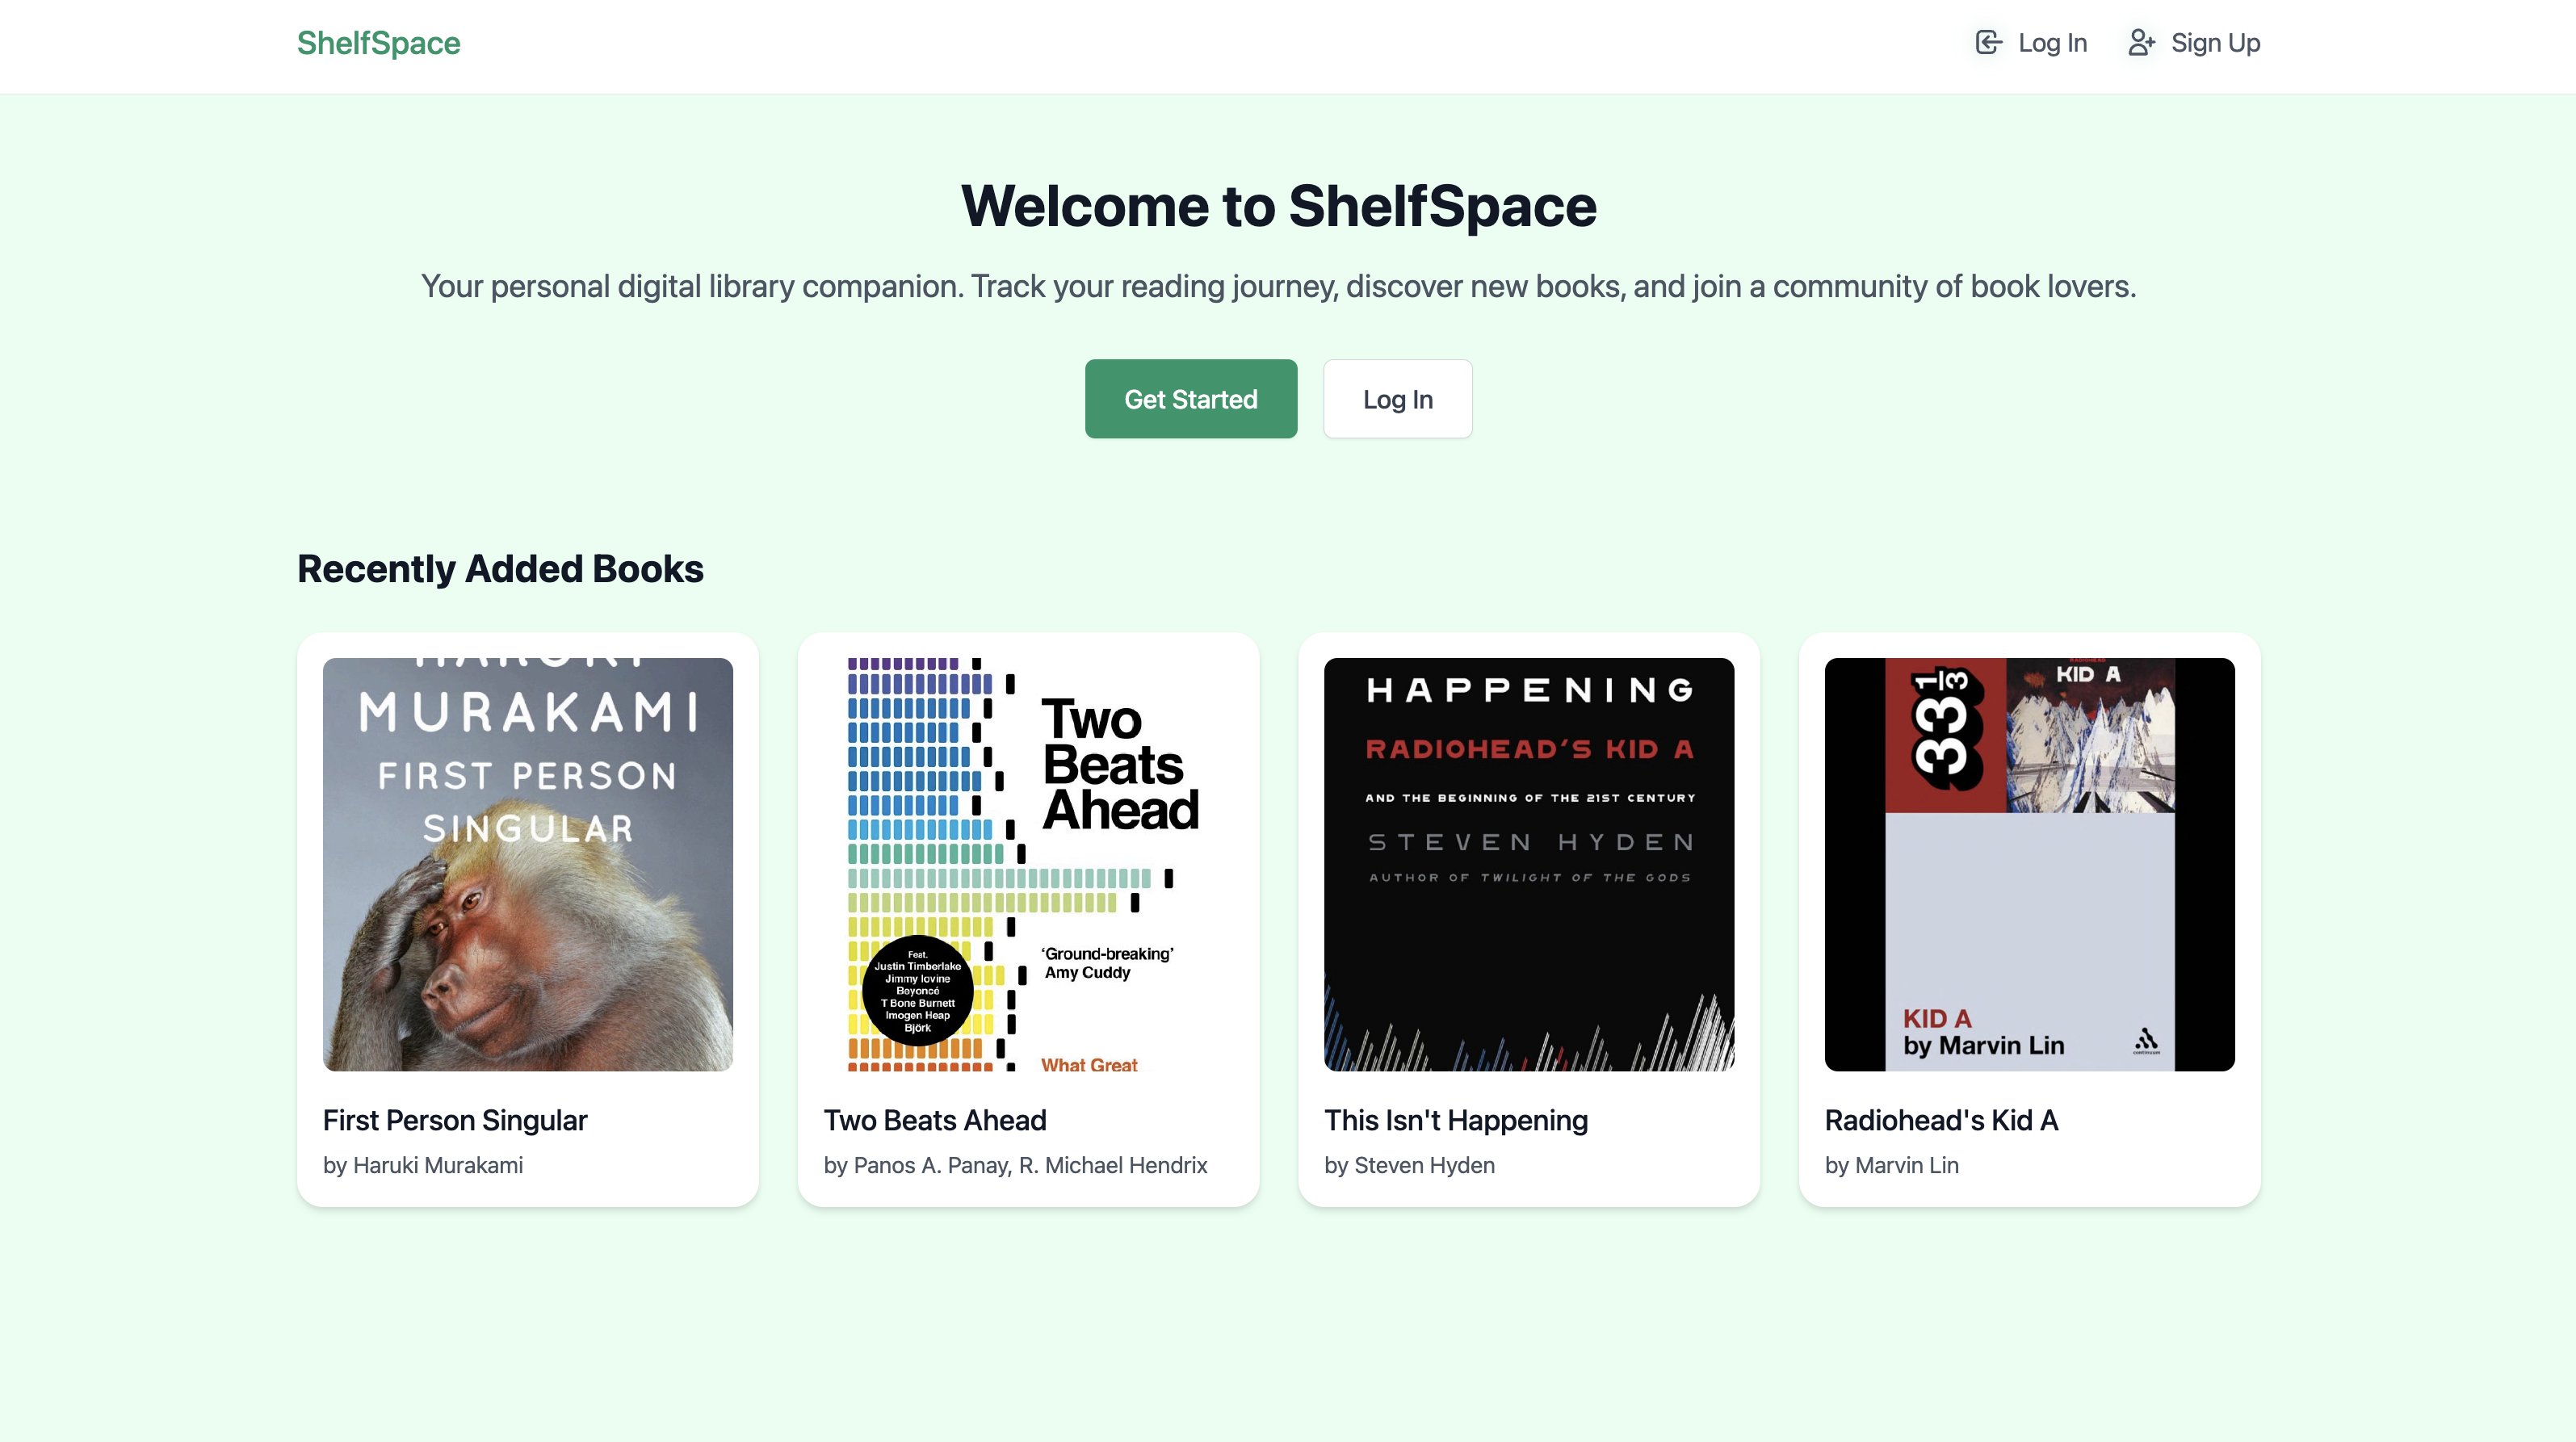 ShelfSpace
Log In
Sign Up
Welcome to ShelfSpace
Your personal digital library companion. Track your reading journey, discover new books, and join a community of book lovers.
Get Started
Log In
Recently Added Books
HARUKI
MURAKAMI
FIRST PERSON
SINGULAR
First Person Singular
by Haruki Murakami
Two
Beats
Ahead
'Ground-breaking'
Amy Cuddy
Feat.
Justin Timberlake
Jimmy Iovine
Beyoncé
T Bone Burnett
Imogen Heap
Björk
What Great
Two Beats Ahead
by Panos A. Panay, R. Michael Hendrix
HAPPENING
RADIOHEAD'S KID A
AND THE BEGINNING OF THE 21ST CENTURY
STEVEN HYDEN
AUTHOR OF TWILIGHT OF THE GODS
This Isn't Happening
by Steven Hyden
33 1/3
RADIOHEAD
KID A
KID A
by Marvin Lin
continuum
Radiohead's Kid A
by Marvin Lin